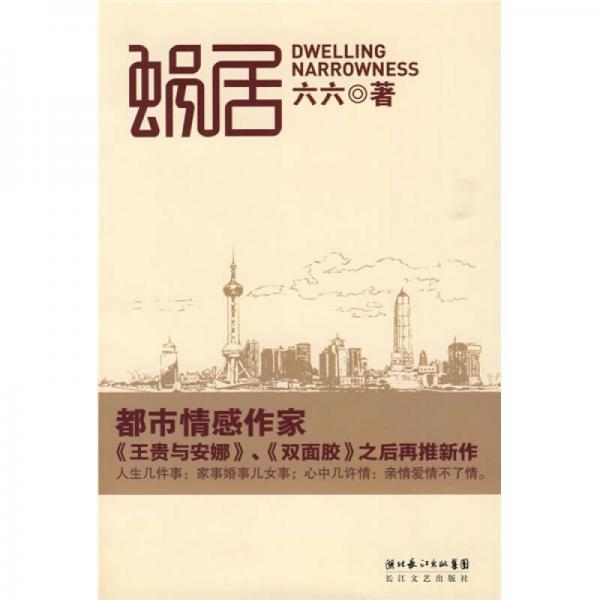 蜗居
DWELLING
NARROWNESS
六六◎著
都市情感作家
《王贵与安娜》、《双面胶》之后再推新作
人生几件事：家事婚事儿女事；心中几许情：亲情爱情不了情。
湖北长江出版集团
长江文艺出版社